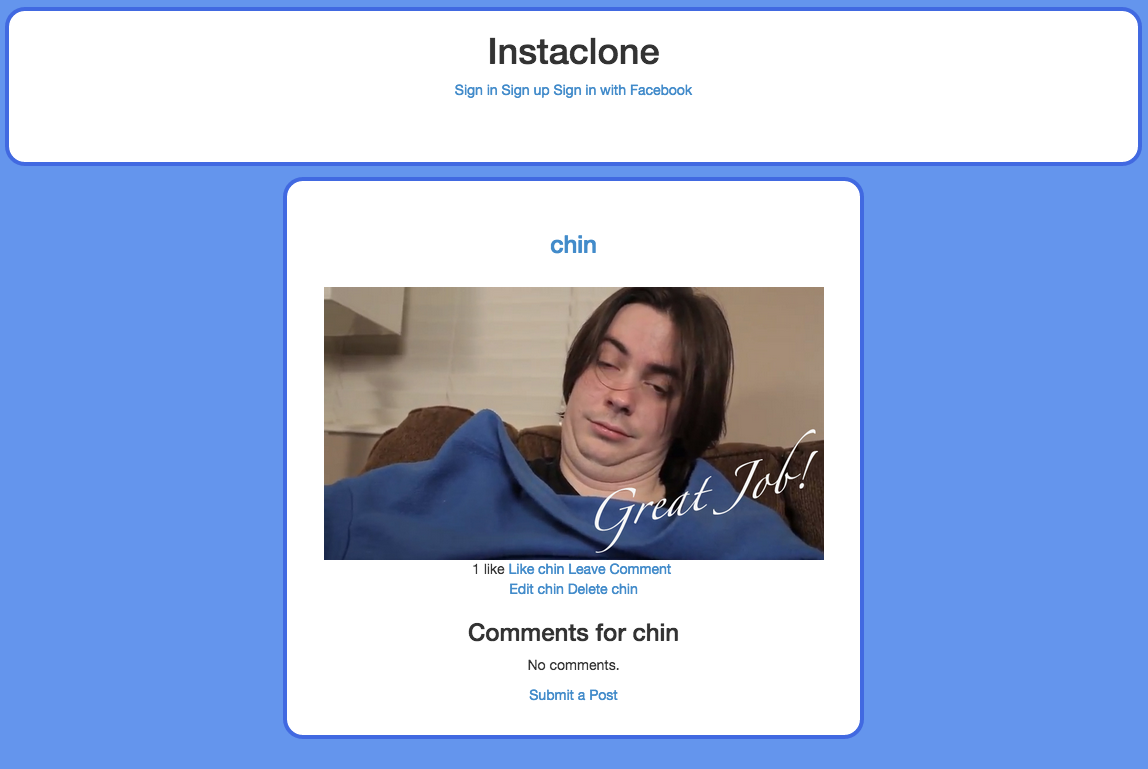 Instaclone
Sign in Sign up Sign in with Facebook
chin
Great Job!
1 like Like chin Leave Comment
Edit chin Delete chin
Comments for chin
No comments.
Submit a Post